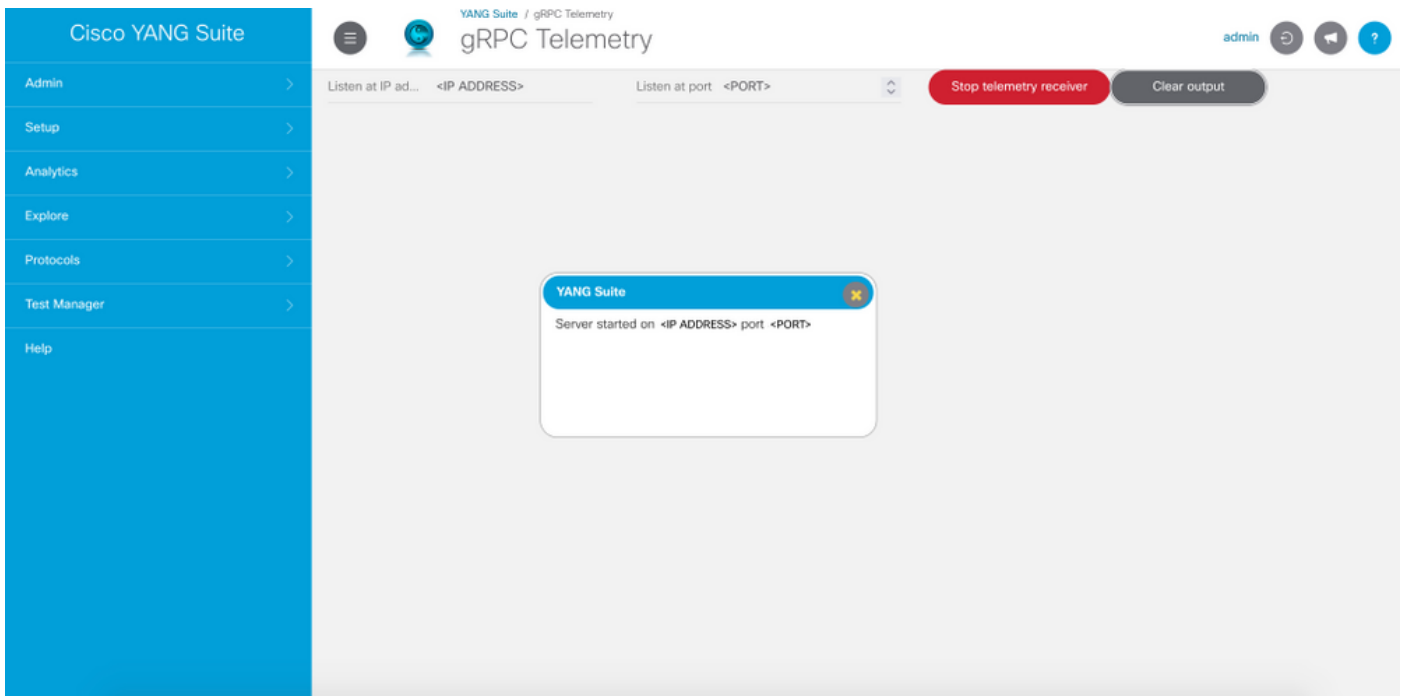 Cisco YANG Suite
YANG Suite / gRPC Telemetry
gRPC Telemetry
admin
?
Admin
Setup
Analytics
Explore
Protocols
Test Manager
Help
Listen at IP ad... <IP ADDRESS> Listen at port <PORT> Stop telemetry receiver Clear output
YANG Suite
Server started on <IP ADDRESS> port <PORT>